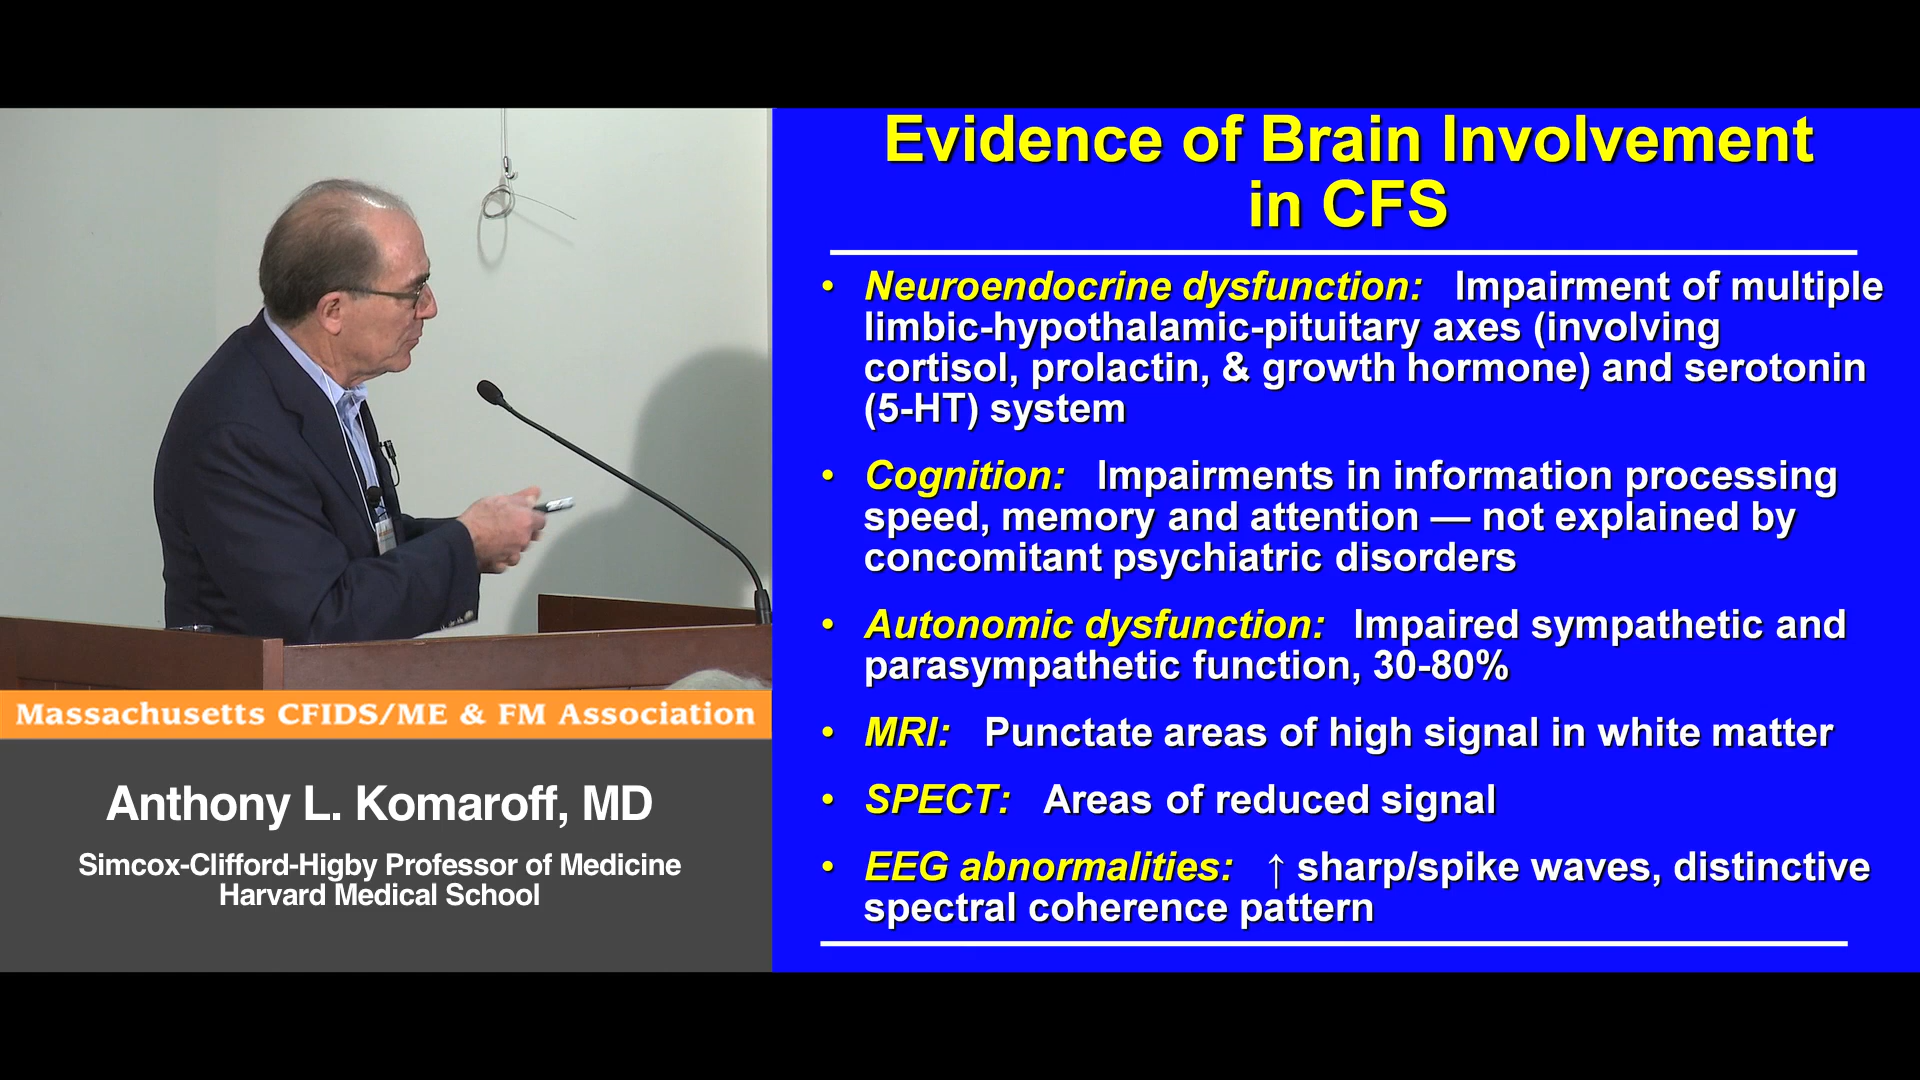 Evidence of Brain Involvement
in CFS
• Neuroendocrine dysfunction: Impairment of multiple
limbic-hypothalamic-pituitary axes (involving
cortisol, prolactin, & growth hormone) and serotonin
(5-HT) system
• Cognition: Impairments in information processing
speed, memory and attention — not explained by
concomitant psychiatric disorders
• Autonomic dysfunction: Impaired sympathetic and
parasympathetic function, 30-80%
• MRI: Punctate areas of high signal in white matter
• SPECT: Areas of reduced signal
• EEG abnormalities: ↑ sharp/spike waves, distinctive
spectral coherence pattern
Massachusetts CFIDS/ME & FM Association
Anthony L. Komaroff, MD
Simcox-Clifford-Higby Professor of Medicine
Harvard Medical School